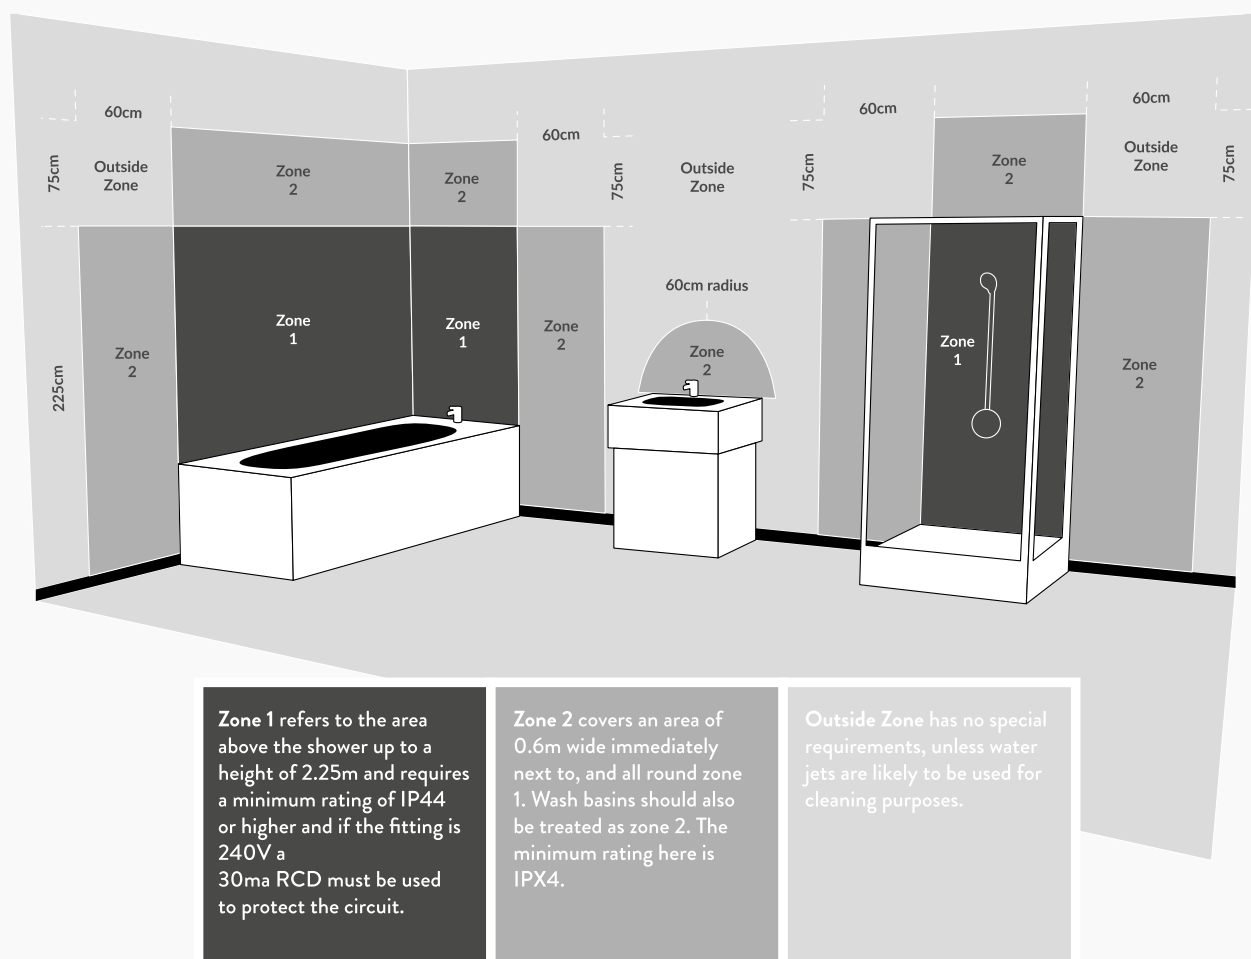 60cm
60cm
60cm
60cm
75cm
Outside
Zone
Zone
2
Zone
2
75cm
Outside
Zone
75cm
Zone
2
Outside
Zone
75cm
60cm radius
Zone
1
Zone
1
Zone
2
Zone
2
225cm
Zone
2
Zone
1
Zone
2
Zone 1 refers to the area
above the shower up to a
height of 2.25m and requires
a minimum rating of IP44
or higher and if the fitting is
240V a
30ma RCD must be used
to protect the circuit.
Zone 2 covers an area of
0.6m wide immediately
next to, and all round zone
1. Wash basins should also
be treated as zone 2. The
minimum rating here is
IPX4.
Outside Zone has no special
requirements, unless water
jets are likely to be used for
cleaning purposes.